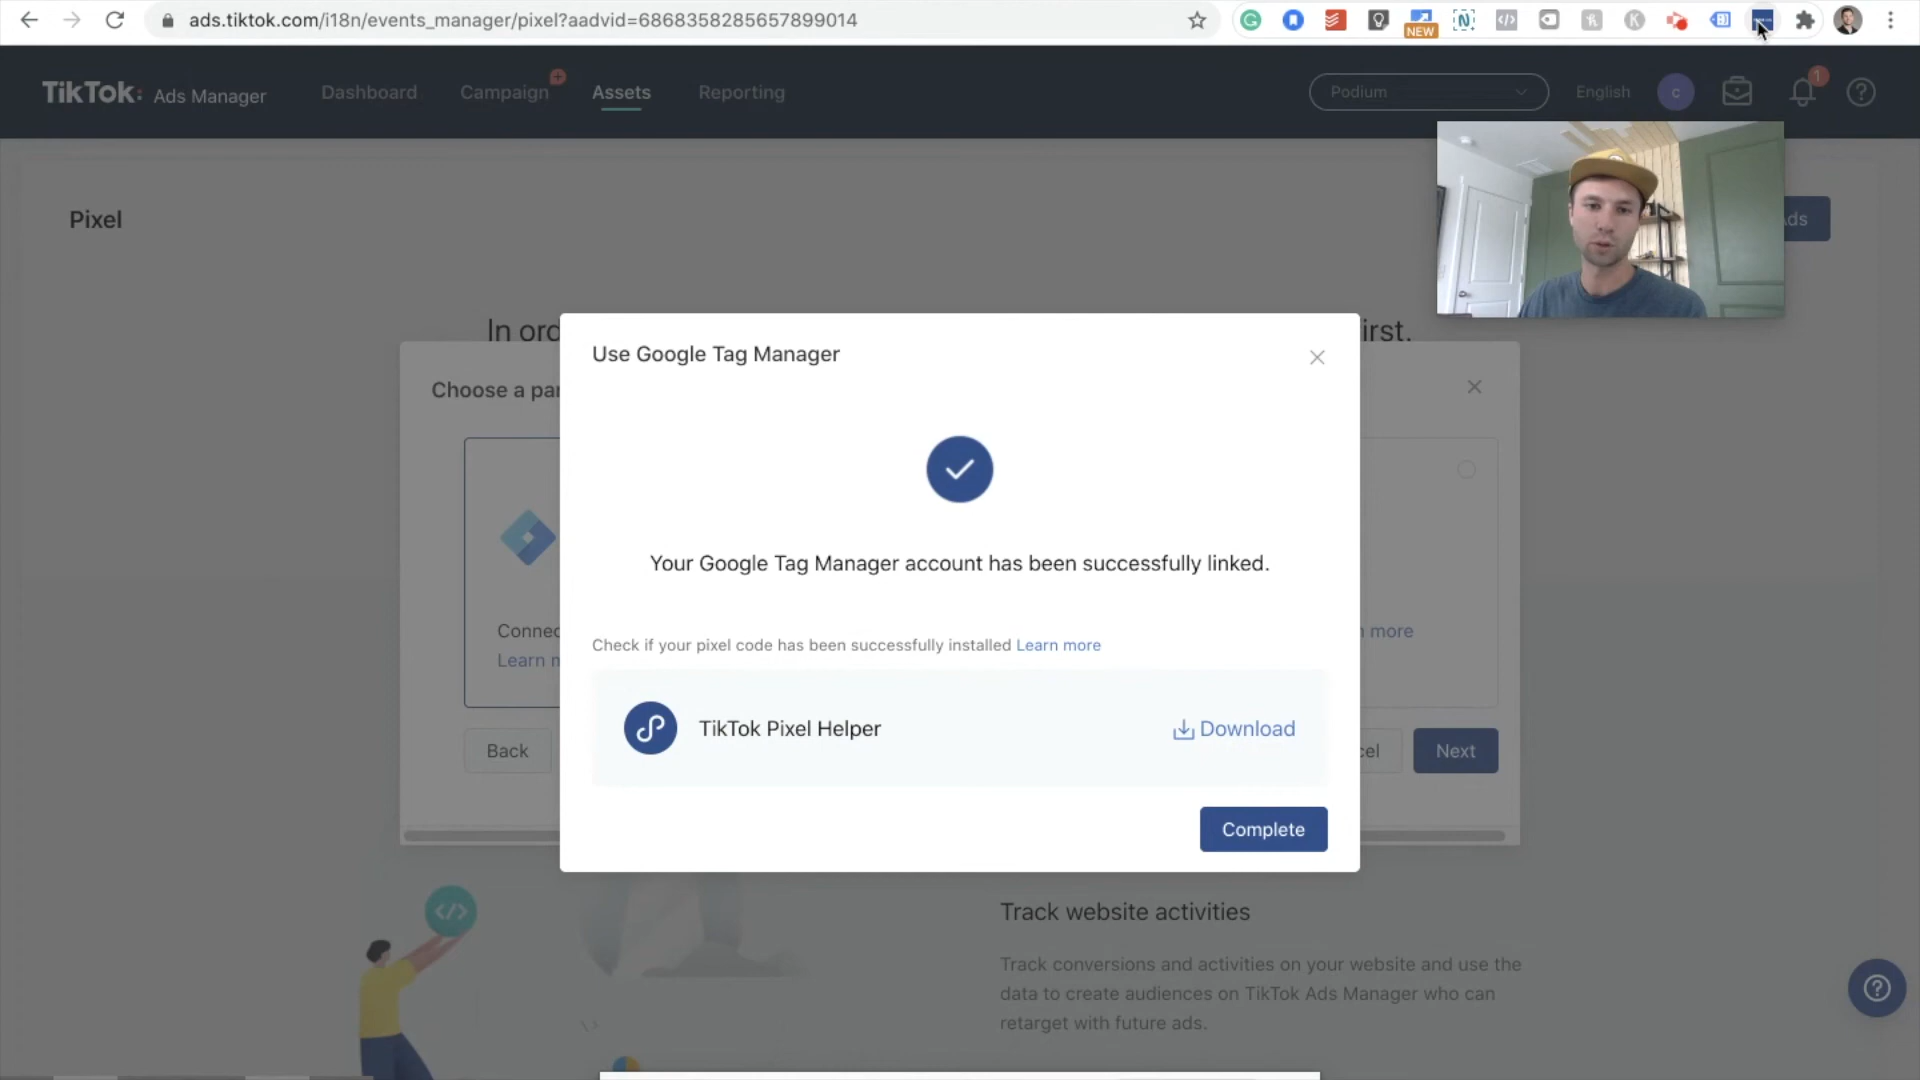 ads.tiktok.com/i18n/events_manager/pixel?aadvid=6868358285657899014
NEW
TikTok: Ads Manager
Dashboard
Campaign
Assets
Reporting
Podium
English
c
1
Pixel
Ads
In ord
irst.
Choose a par
Use Google Tag Manager
Your Google Tag Manager account has been successfully linked.
Connec
Learn m
n more
Check if your pixel code has been successfully installed Learn more
TikTok Pixel Helper
Download
Back
cel
Next
Complete
Track website activities
Track conversions and activities on your website and use the
data to create audiences on TikTok Ads Manager who can
retarget with future ads.